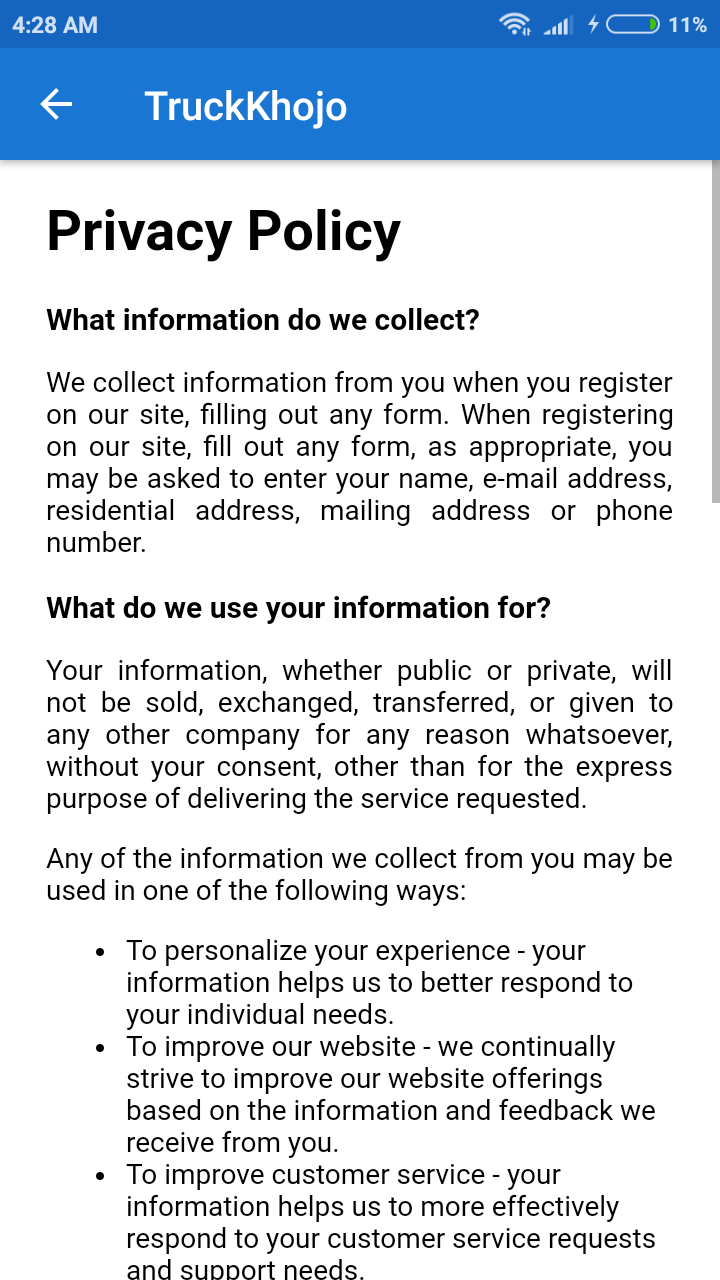 4:28 AM
11%
TruckKhojo
Privacy Policy
What information do we collect?
We collect information from you when you register
on our site, filling out any form. When registering
on our site, fill out any form, as appropriate, you
may be asked to enter your name, e-mail address,
residential address, mailing address or phone
number.
What do we use your information for?
Your information, whether public or private, will
not be sold, exchanged, transferred, or given to
any other company for any reason whatsoever,
without your consent, other than for the express
purpose of delivering the service requested.
Any of the information we collect from you may be
used in one of the following ways:
• To personalize your experience - your
information helps us to better respond to
your individual needs.
• To improve our website - we continually
strive to improve our website offerings
based on the information and feedback we
receive from you.
• To improve customer service - your
information helps us to more effectively
respond to your customer service requests
and support needs.